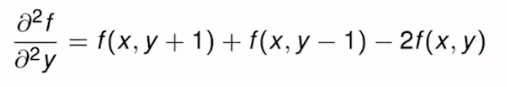 ∂²f/∂²y = f(x, y + 1) + f(x, y − 1) − 2f(x, y)